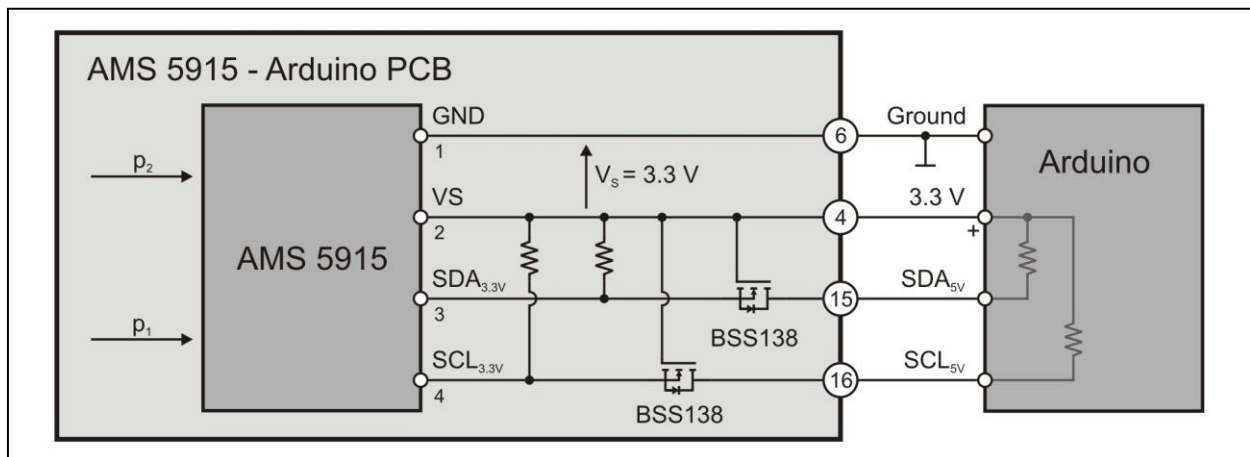 AMS 5915 - Arduino PCB
GND
6
Ground
Arduino
1
p₂
Vₛ = 3.3 V
VS
4
3.3 V
2
+
AMS 5915
SDA₃.₃ᵥ
15
SDA₅ᵥ
3
BSS138
p₁
SCL₃.₃ᵥ
16
SCL₅ᵥ
4
BSS138